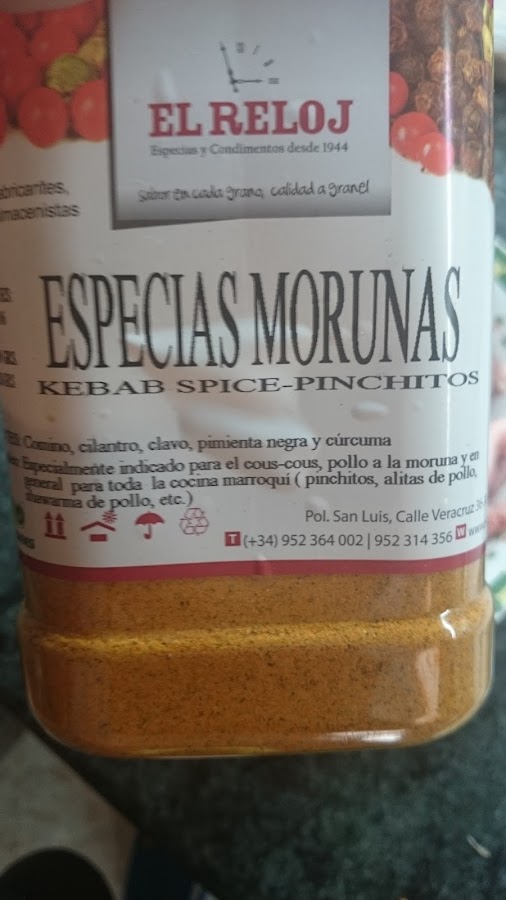 EL RELOJ
Especias y Condimentos desde 1944
Sabor en cada grano, calidad a granel
abricantes,
lmacenistas
ESPECIAS MORUNAS
KEBAB SPICE-PINCHITOS
Comino, cilantro, clavo, pimienta negra y cúrcuma
Especialmente indicado para el cous-cous, pollo a la moruna y en
general para toda la cocina marroquí ( pinchitos, alitas de pollo,
shawarma de pollo, etc.)
Pol. San Luis, Calle Veracruz 36
T (+34) 952 364 002 | 952 314 356 W